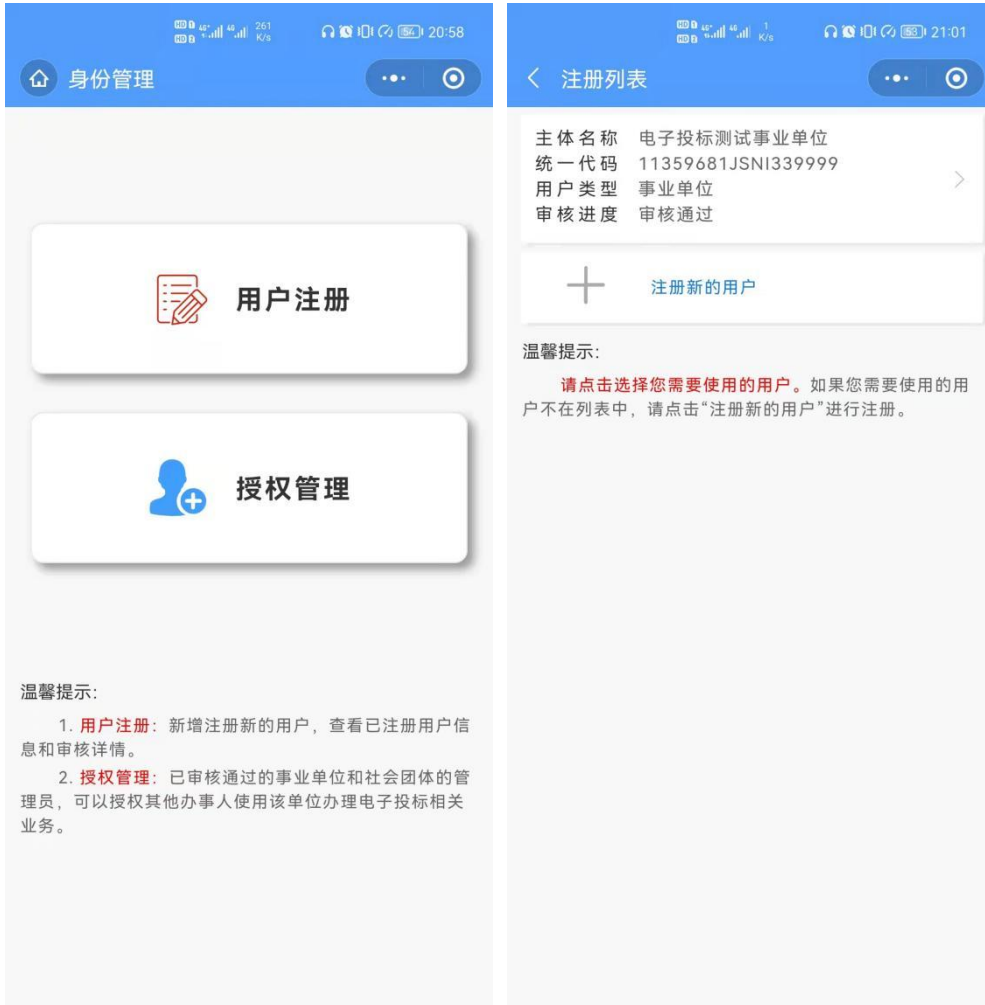 261
K/s
54
20:58
身份管理
用户注册
授权管理
温馨提示:
1. 用户注册: 新增注册新的用户, 查看已注册用户信
息和审核详情。
2. 授权管理: 已审核通过的事业单位和社会团体的管
理员, 可以授权其他办事人使用该单位办理电子投标相关
业务。
1
K/s
53
21:01
注册列表
主体名称 电子投标测试事业单位
统一代码 11359681JSNI339999
用户类型 事业单位
审核进度 审核通过
注册新的用户
温馨提示:
请点击选择您需要使用的用户。如果您需要使用的用
户不在列表中, 请点击“注册新的用户”进行注册。